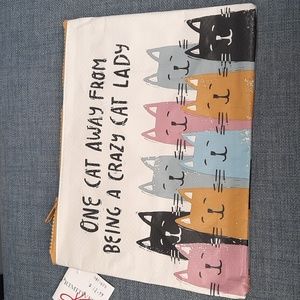 ONE CAT AWAY FROM
BEING A CRAZY CAT LADY